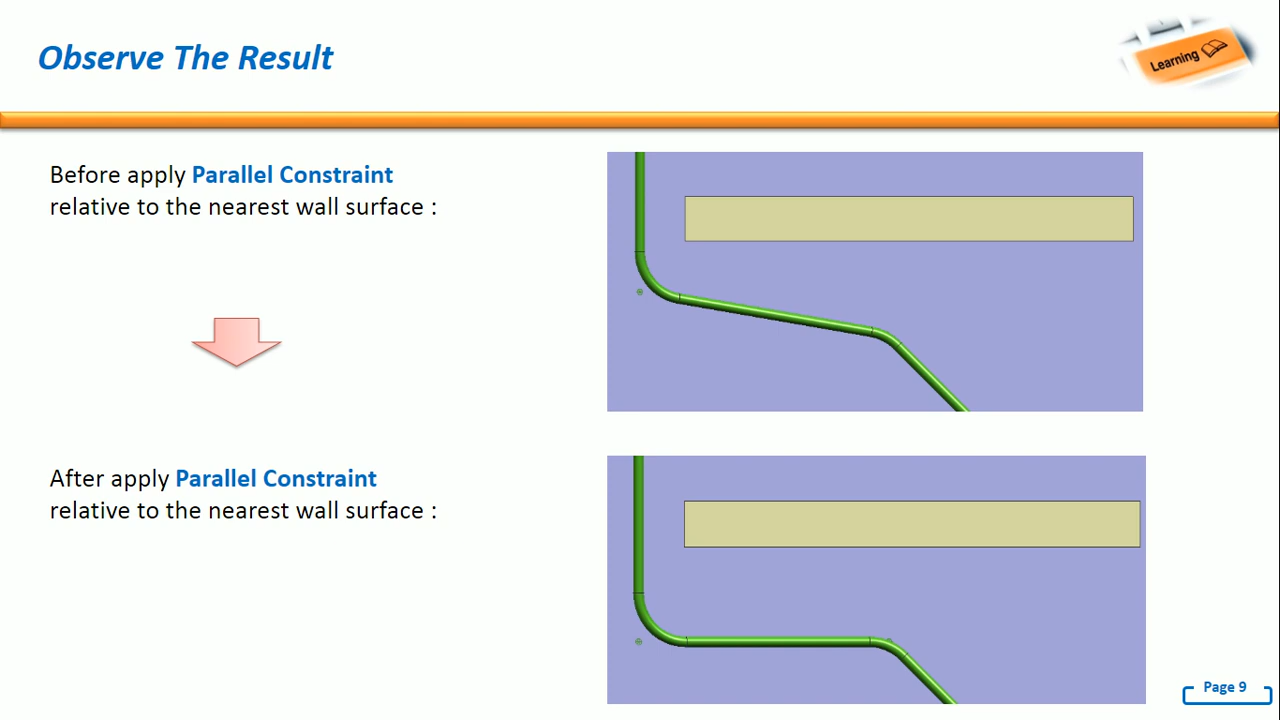 Observe The Result
Learning
Before apply Parallel Constraint
relative to the nearest wall surface :
After apply Parallel Constraint
relative to the nearest wall surface :
Page 9